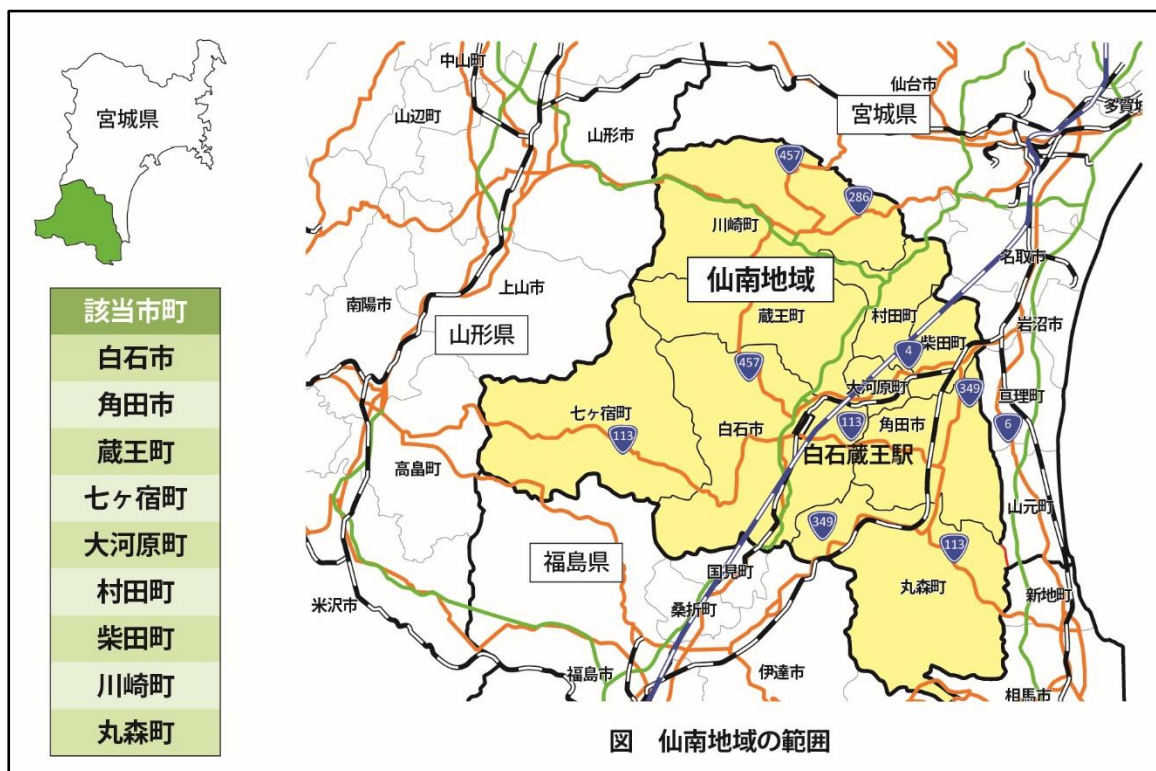 宮城県
該当市町
白石市
角田市
蔵王町
七ヶ宿町
大河原町
村田町
柴田町
川崎町
丸森町
中山町
仙台市
山辺町
山形市
宮城県
多賀城
457
286
川崎町
仙南地域
名取市
南陽市
上山市
蔵王町
村田町
岩沼市
山形県
457
4
柴田町
大河原町
349
亘理町
七ヶ宿町
113
白石市
113
角田市
6
高畠町
白石蔵王駅
山元町
349
113
福島県
国見町
丸森町
新地町
米沢市
桑折町
福島市
伊達市
相馬市
図 仙南地域の範囲